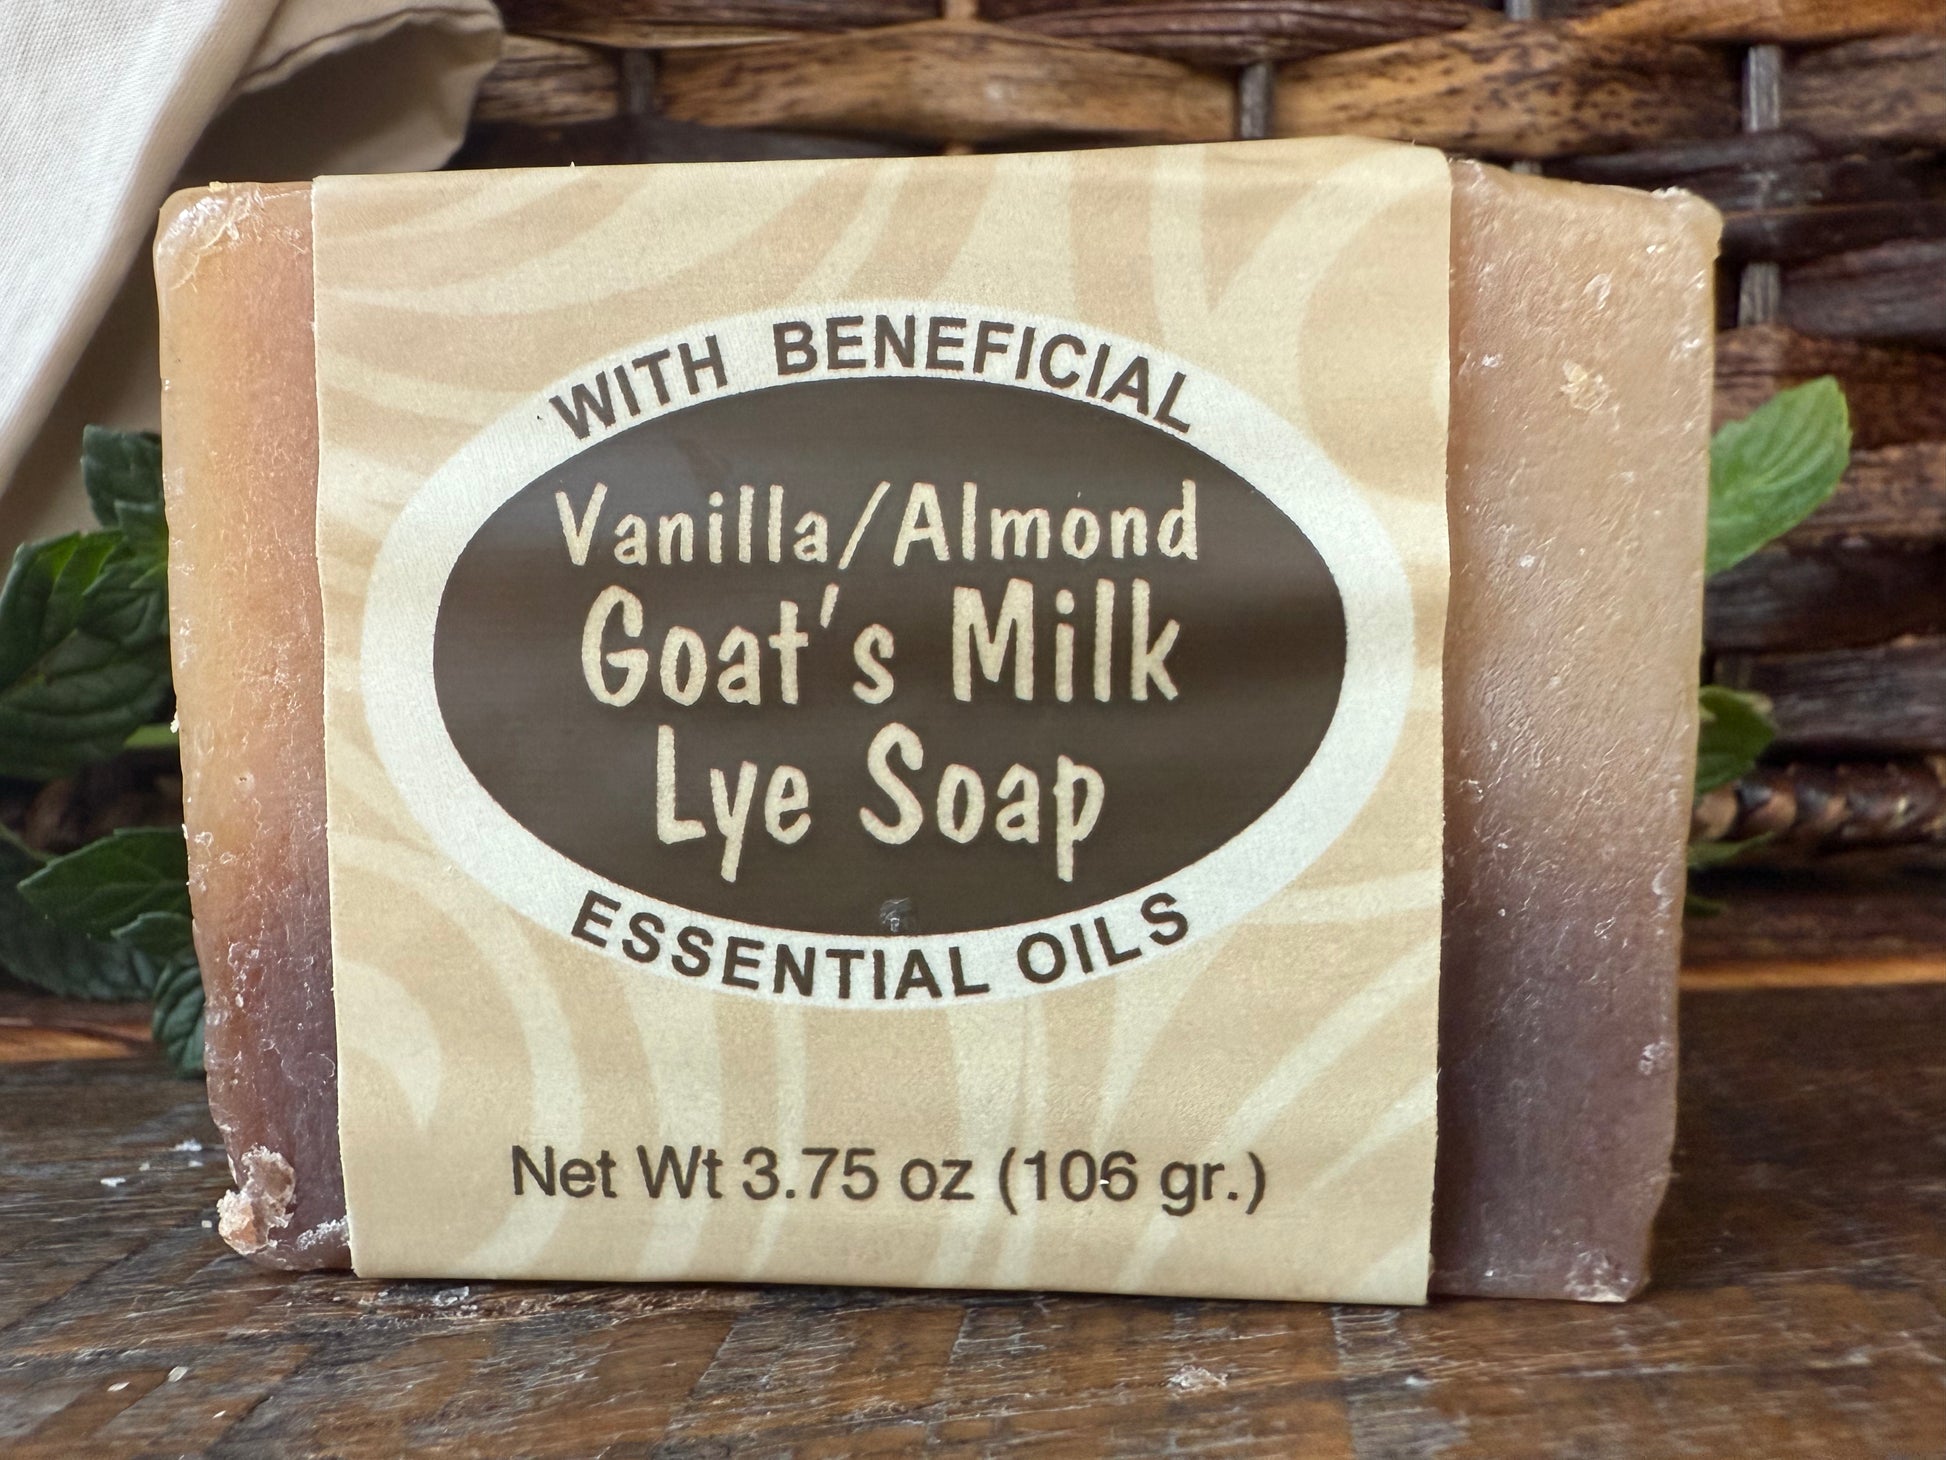 WITH BENEFICIAL
Vanilla/Almond
Goat's Milk
Lye Soap
ESSENTIAL OILS
Net Wt 3.75 oz (106 gr.)